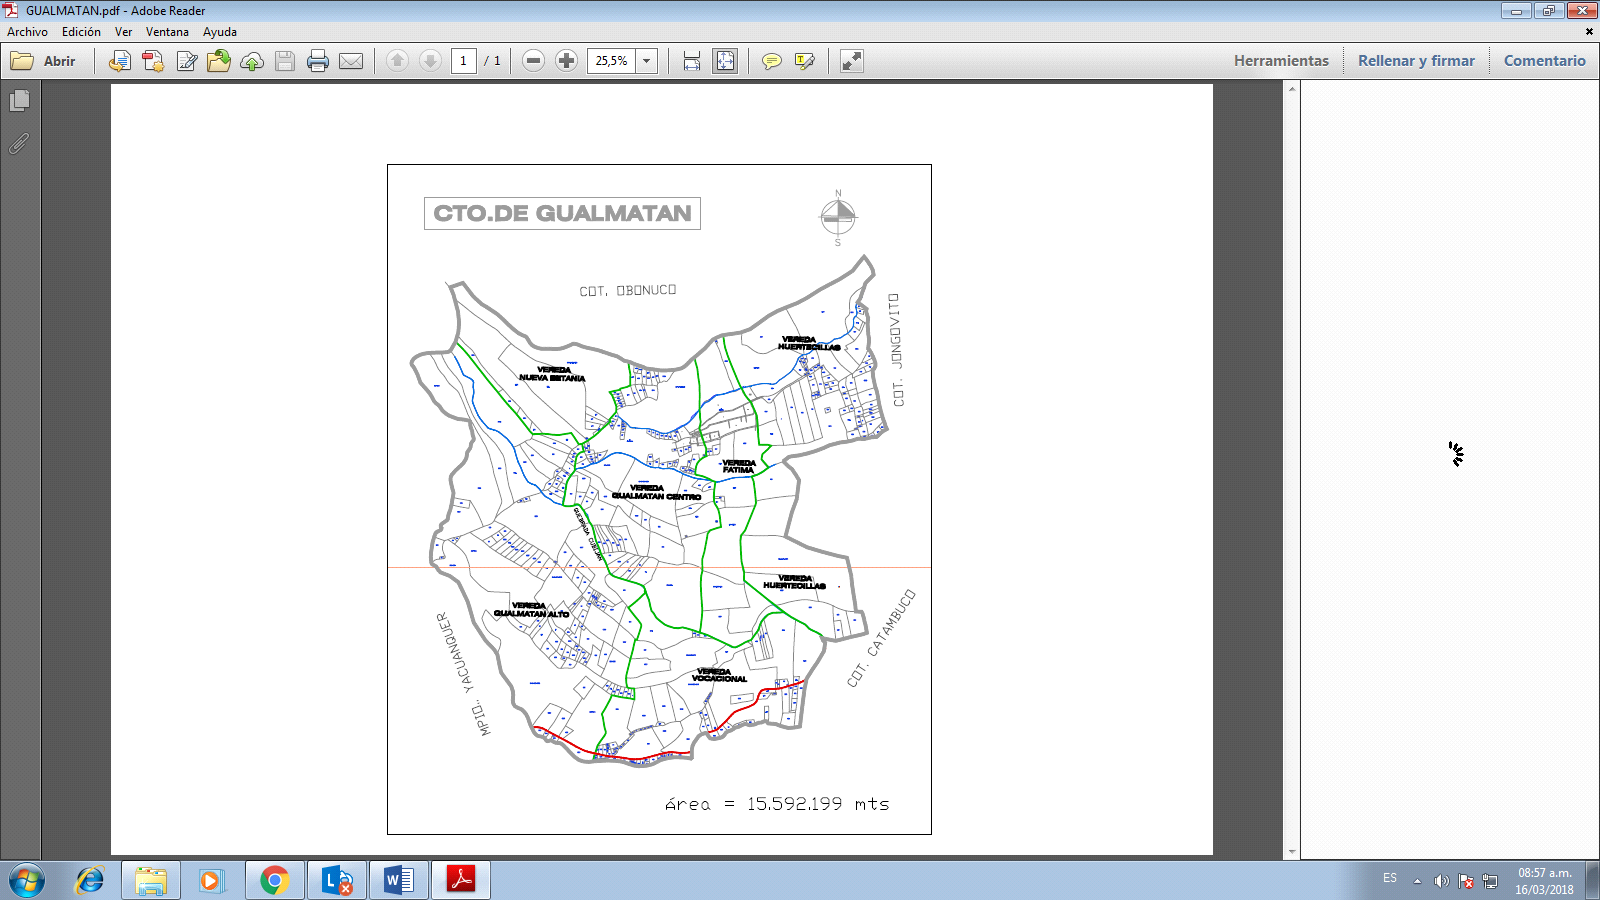 GUALMATAN.pdf - Adobe Reader
Archivo Edición Ver Ventana Ayuda
Abrir 1 / 1 25,5% Herramientas Rellenar y firmar Comentario
CTO.DE GUALMATAN
N
S
COT. OBONUCO
COT. JONGOVITO
VEREDA
HUERTECILLAS
VEREDA
NUEVA BETANIA
VEREDA
FATIMA
VEREDA
GUALMATAN CENTRO
VEREDA
HUERTECILLAS
VEREDA
GUALMATAN ALTO
COT. CATAMBUCO
MPIO.. YACUANQUER
VEREDA
VOCACIONAL
área = 15.592.199 mts
ES
08:57 a.m.
16/03/2018